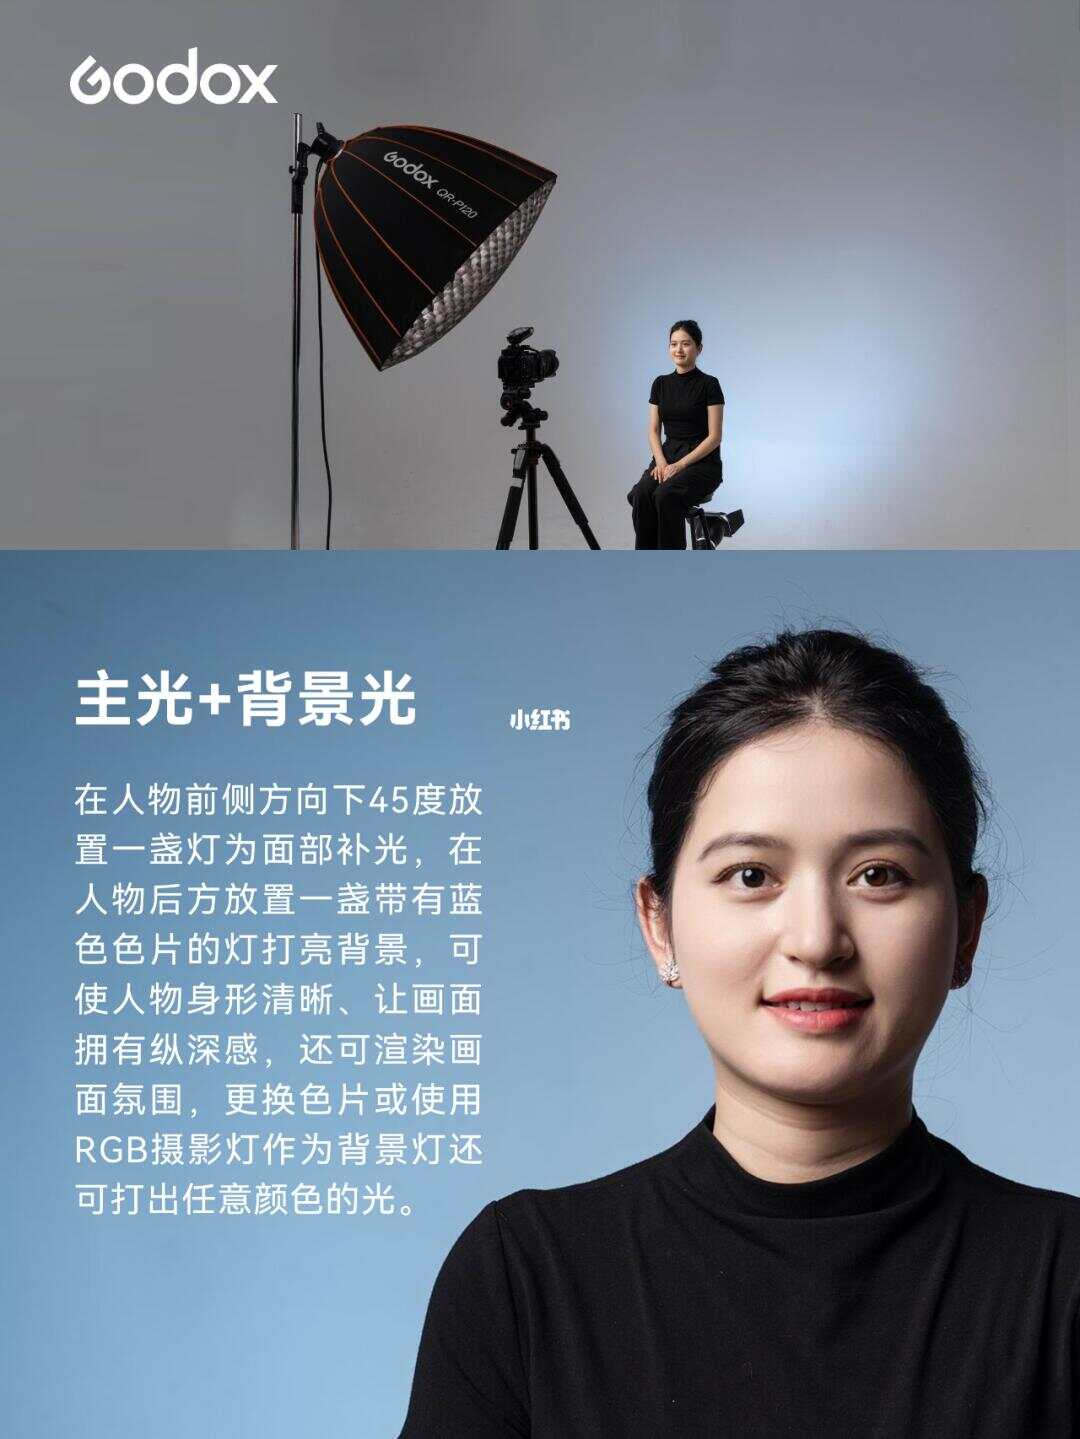 Godox
Godox QR-P120
主光+背景光
小红书
在人物前侧方向下45度放
置一盏灯为面部补光，在
人物后方放置一盏带有蓝
色色片的灯打亮背景，可
使人物身形清晰、让画面
拥有纵深感，还可渲染画
面氛围，更换色片或使用
RGB摄影灯作为背景灯还
可打出任意颜色的光。